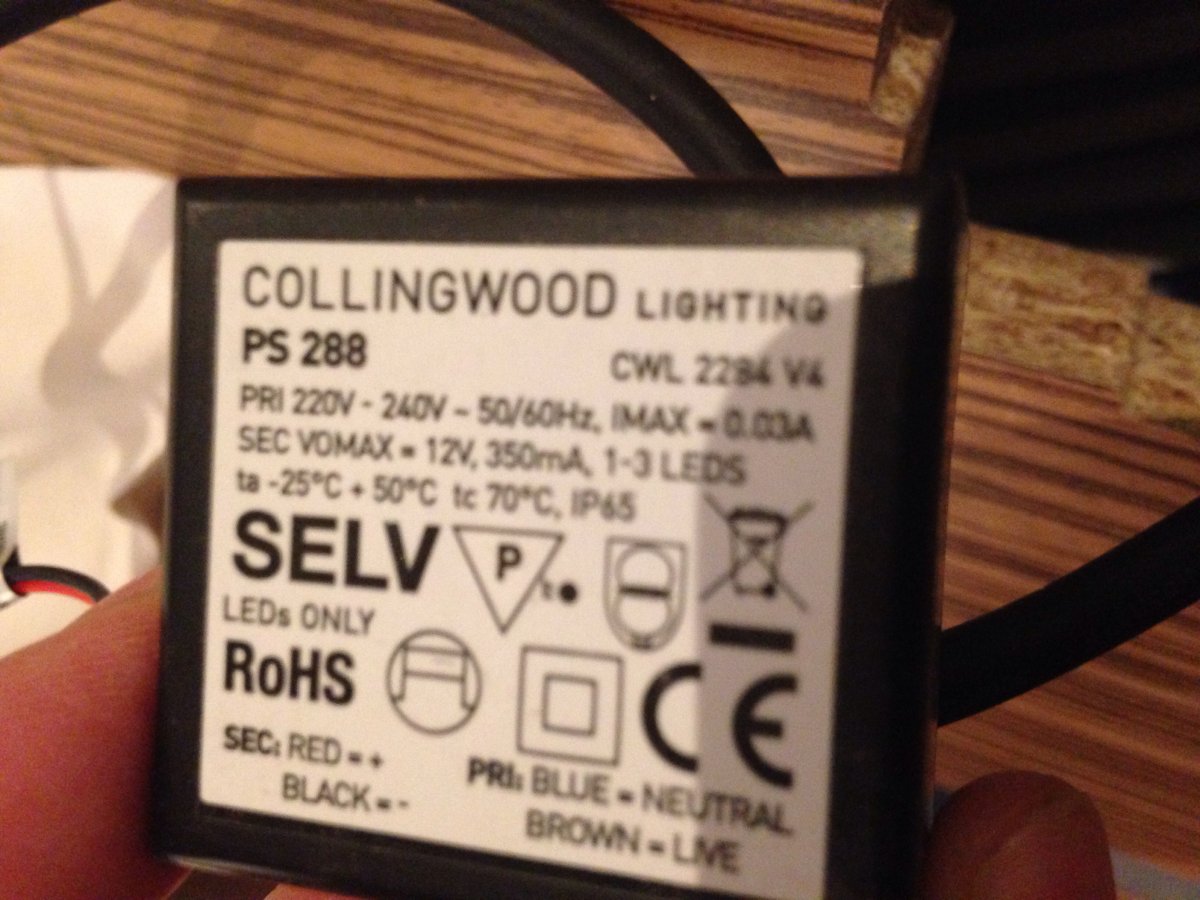 COLLINGWOOD LIGHTING
PS 288
CWL 2284 V4
PRI 220V - 240V ~ 50/60Hz, IMAX = 0.03A
SEC VOMAX = 12V, 350mA, 1-3 LEDS
ta -25°C + 50°C tc 70°C, IP65
SELV
P
t
LEDs ONLY
RoHS
CE
SEC: RED = +
BLACK = -
PRI: BLUE = NEUTRAL
BROWN = LIVE